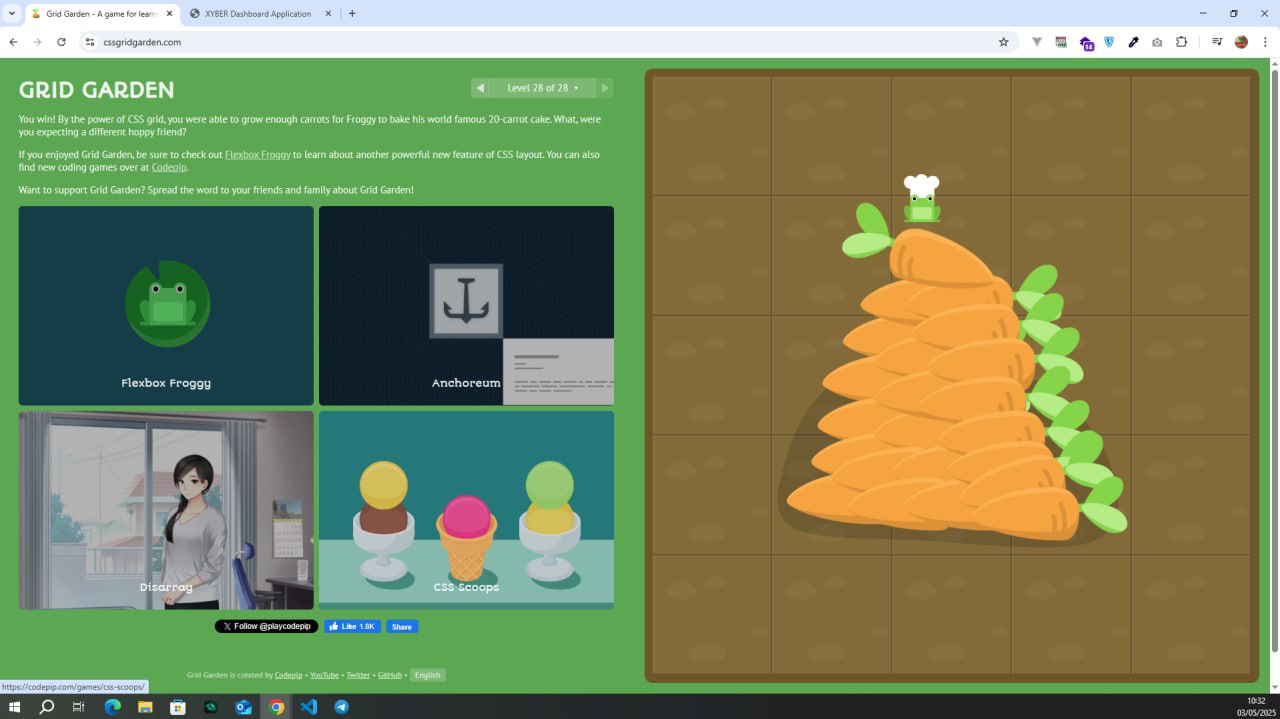 Grid Garden - A game for learn
XYBER Dashboard Application
cssgridgarden.com
14
GRID GARDEN
Level 28 of 28
You win! By the power of CSS grid, you were able to grow enough carrots for Froggy to bake his world famous 20-carrot cake. What, were
you expecting a different hoppy friend?
If you enjoyed Grid Garden, be sure to check out Flexbox Froggy to learn about another powerful new feature of CSS layout. You can also
find new coding games over at Codepip.
Want to support Grid Garden? Spread the word to your friends and family about Grid Garden!
Flexbox Froggy
Anchoreum
Disarray
CSS Scoops
Follow @playcodepip
Like 1.8K
Share
Grid Garden is created by Codepip • YouTube • Twitter • GitHub • English
https://codepip.com/games/css-scoops/
10:32
03/05/2025